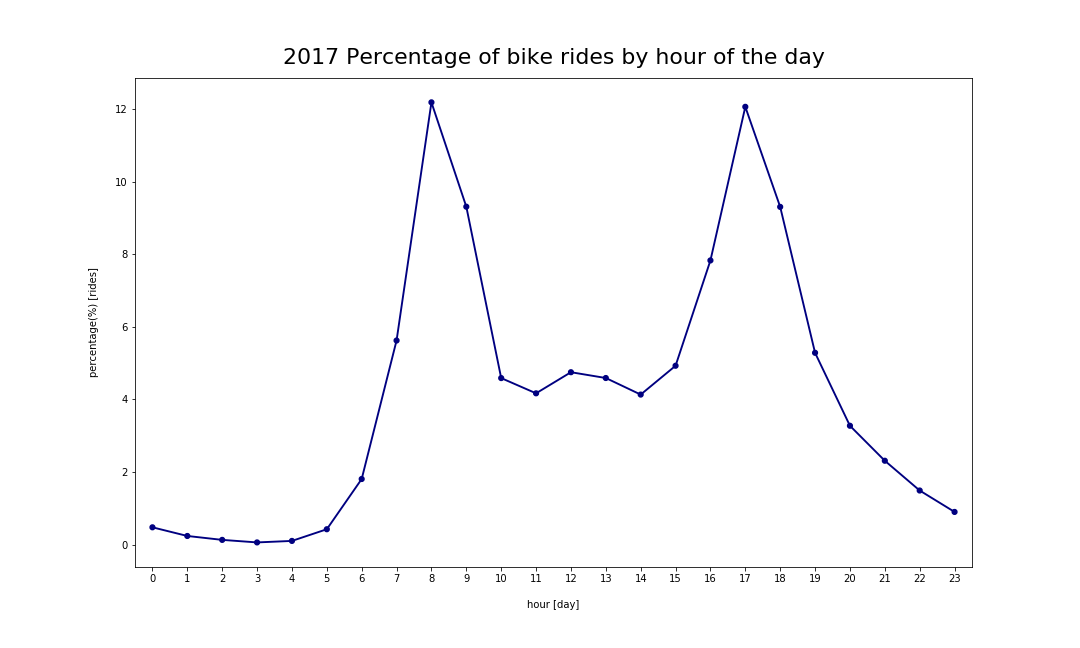 2017 Percentage of bike rides by hour of the day
percentage(%) [rides]
12
10
8
6
4
2
0
0 1 2 3 4 5 6 7 8 9 10 11 12 13 14 15 16 17 18 19 20 21 22 23
hour [day]